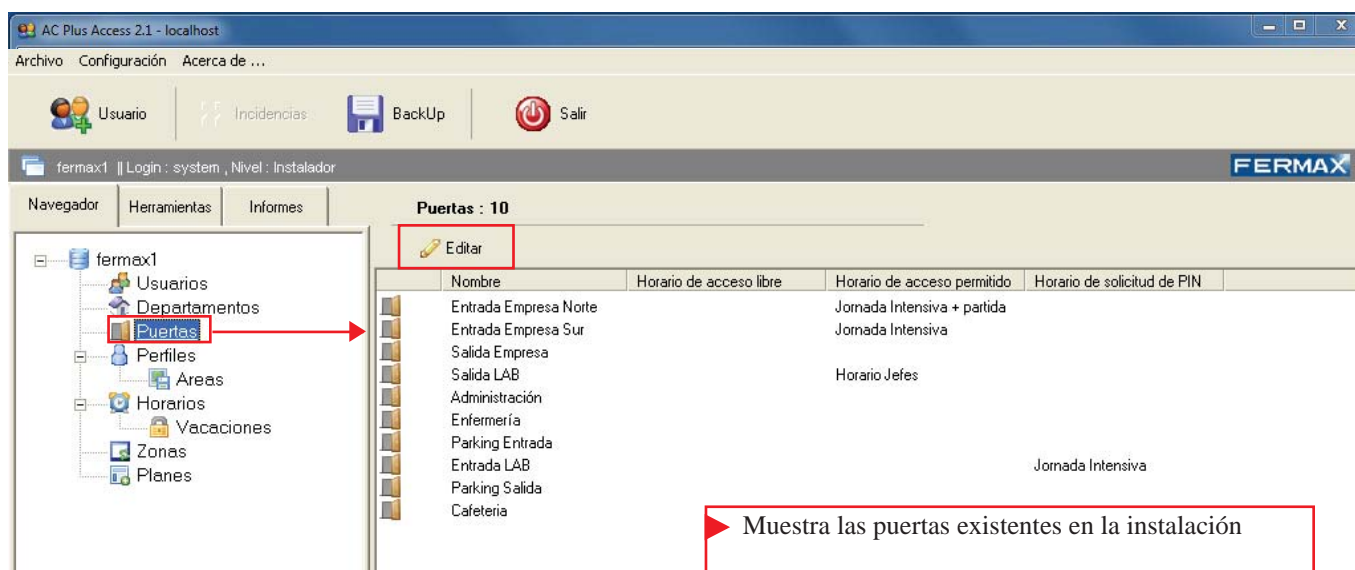 AC Plus Access 2.1 - localhost
Archivo Configuración Acerca de ...
Usuario Incidencias BackUp Salir
fermax1 || Login : system , Nivel : Instalador FERMAX
Navegador Herramientas Informes Puertas : 10
Editar
fermax1
Usuarios
Departamentos
Puertas
Perfiles
Areas
Horarios
Vacaciones
Zonas
Planes
Nombre Horario de acceso libre Horario de acceso permitido Horario de solicitud de PIN
Entrada Empresa Norte Jornada Intensiva + partida
Entrada Empresa Sur Jornada Intensiva
Salida Empresa
Salida LAB Horario Jefes
Administración
Enfermería
Parking Entrada
Entrada LAB Jornada Intensiva
Parking Salida
Cafeteria
Muestra las puertas existentes en la instalación